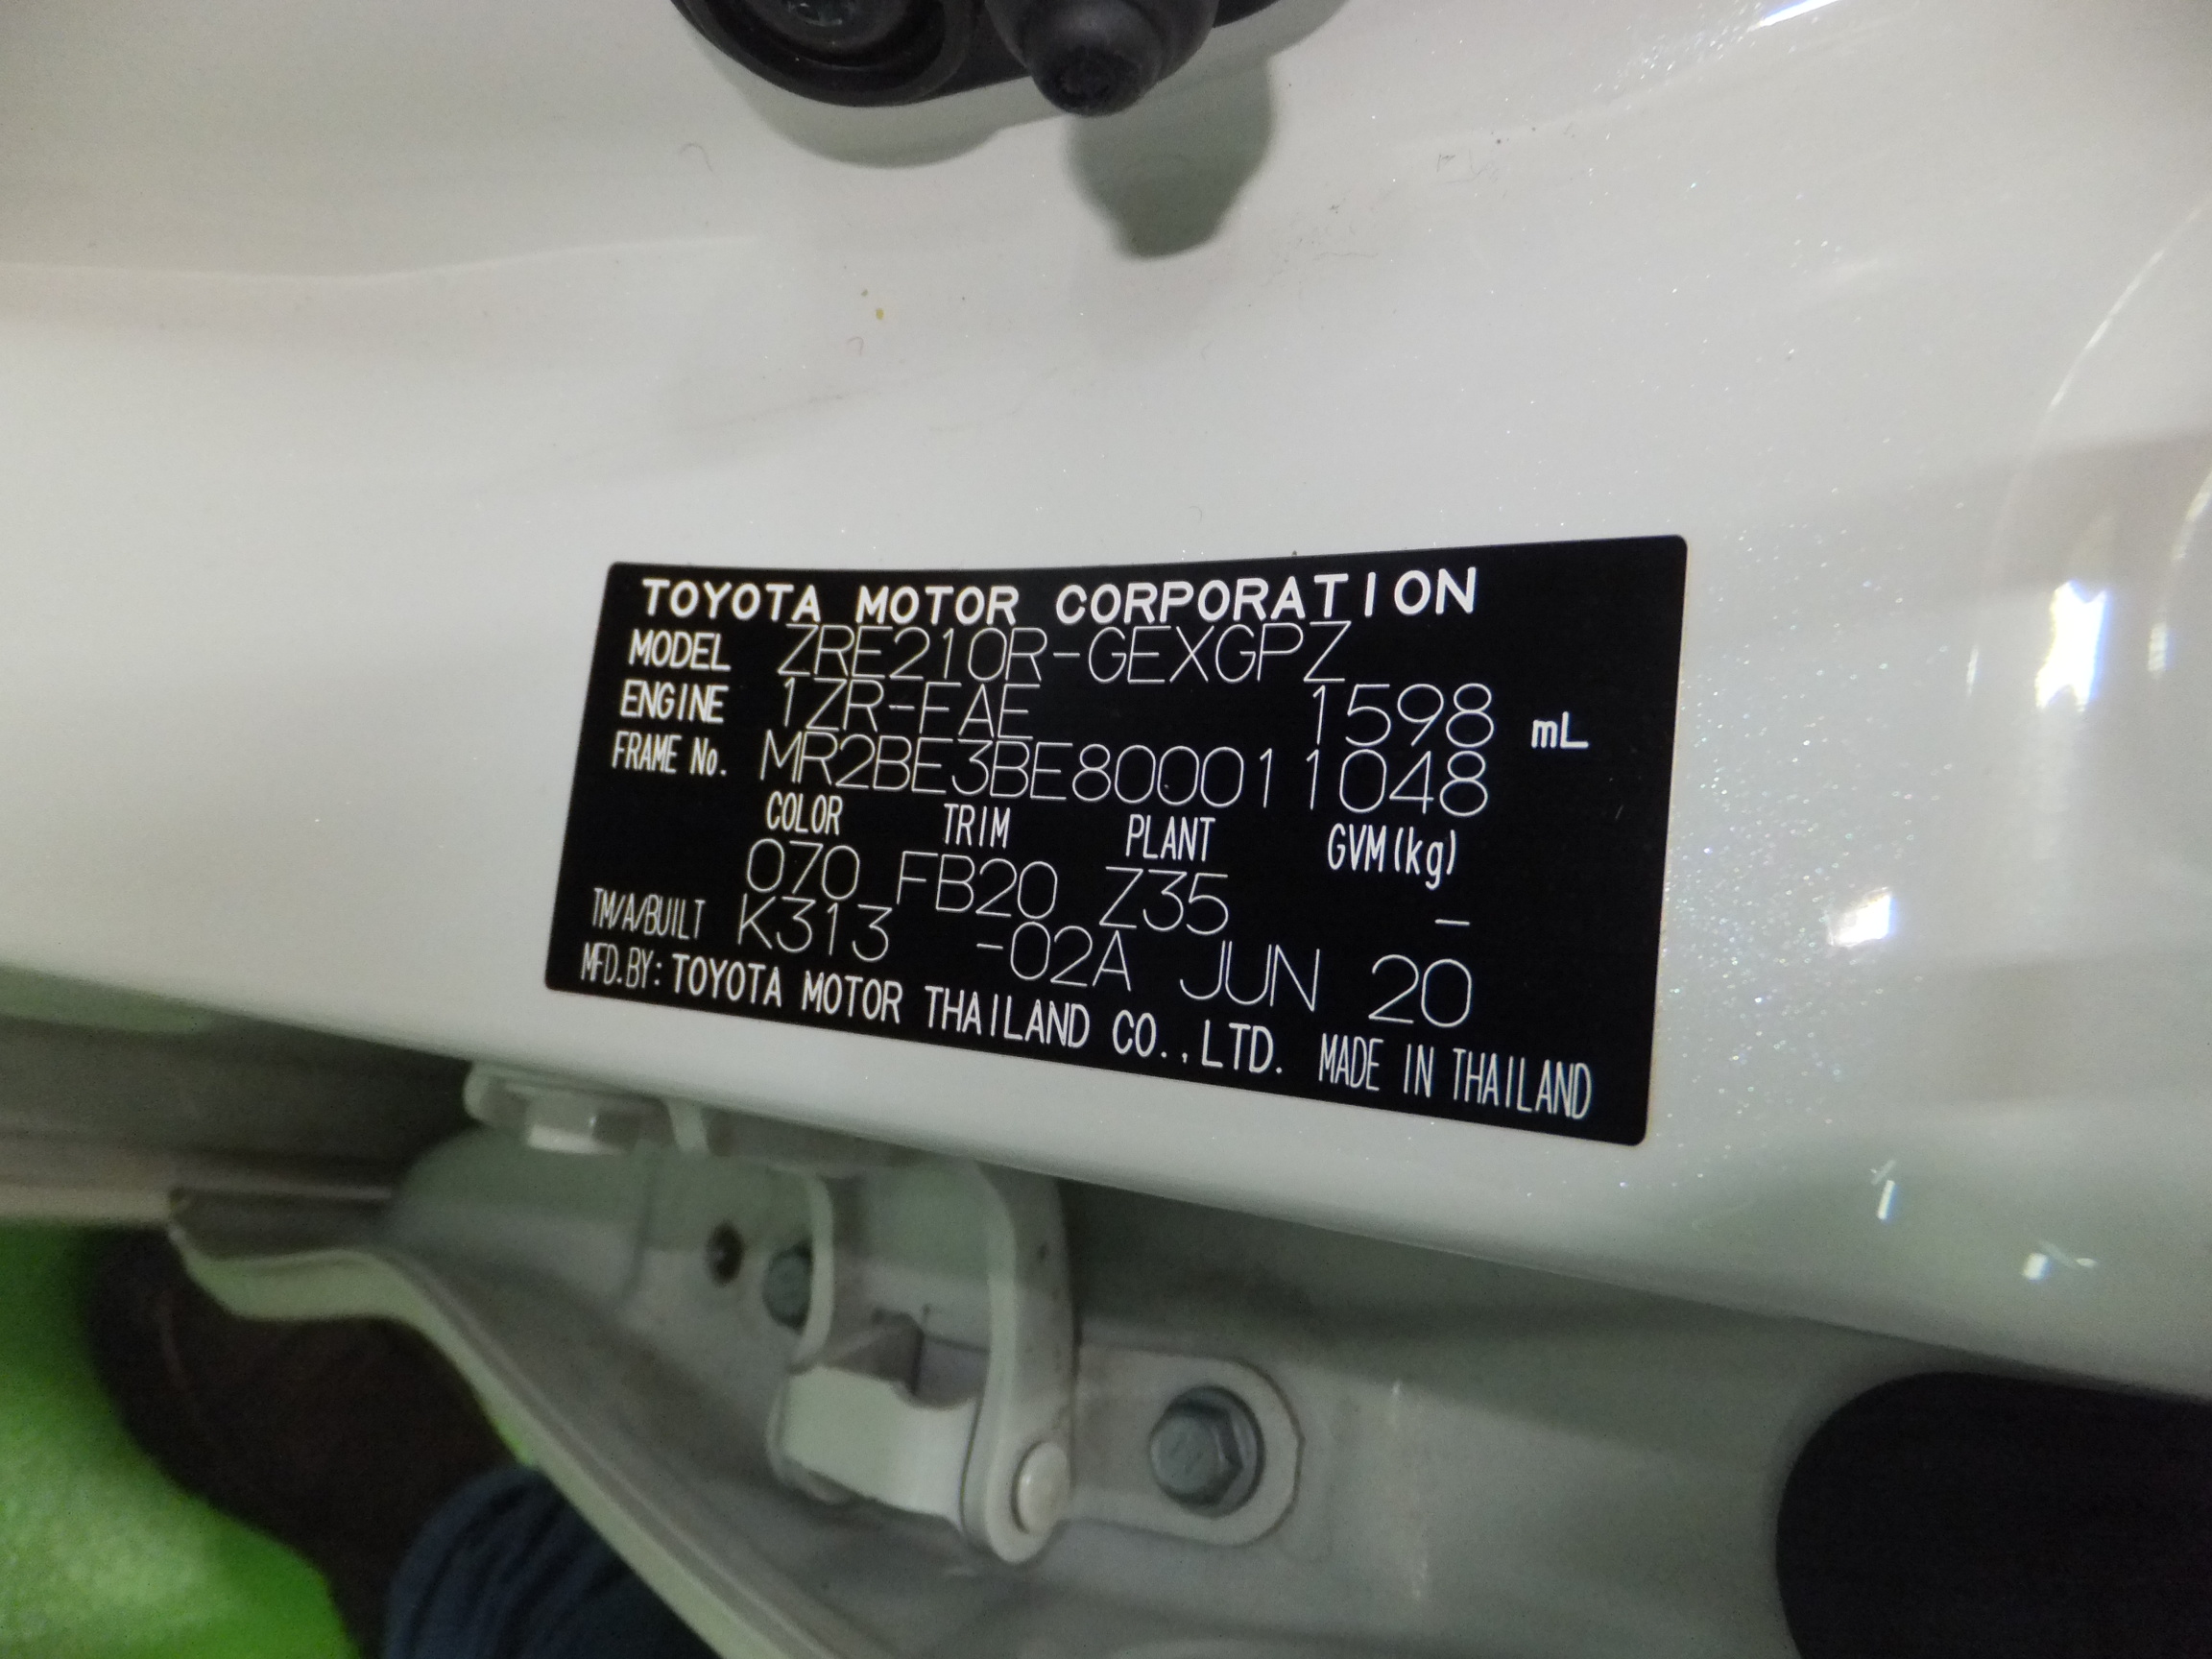 TOYOTA MOTOR CORPORATION
MODEL ZRE210R-GEXGPZ
ENGINE 1ZR-FAE 1598 mL
FRAME No. MR2BE3BE800011048
COLOR TRIM PLANT GVM(kg)
070 FB20 Z35 -
TM/A/BUILT K313 -02A JUN 20
MFD.BY: TOYOTA MOTOR THAILAND CO.,LTD. MADE IN THAILAND